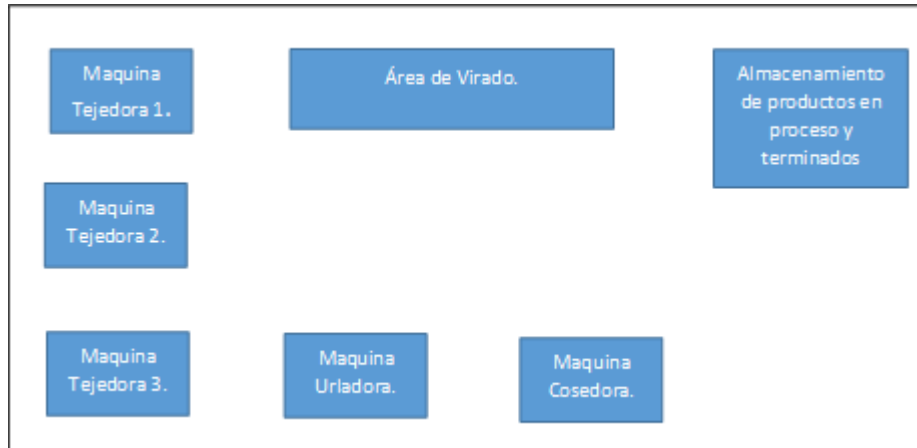 Maquina
Tejedora 1.
Área de Virado.
Almacenamiento
de productos en
proceso y
terminados
Maquina
Tejedora 2.
Maquina
Tejedora 3.
Maquina
Urladora.
Maquina
Cosedora.